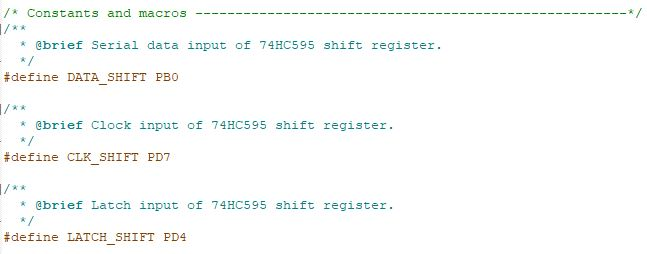 /* Constants and macros ------------------------------------------------------*/
/**
* @brief Serial data input of 74HC595 shift register.
*/
#define DATA_SHIFT PB0
/**
* @brief Clock input of 74HC595 shift register.
*/
#define CLK_SHIFT PD7
/**
* @brief Latch input of 74HC595 shift register.
*/
#define LATCH_SHIFT PD4